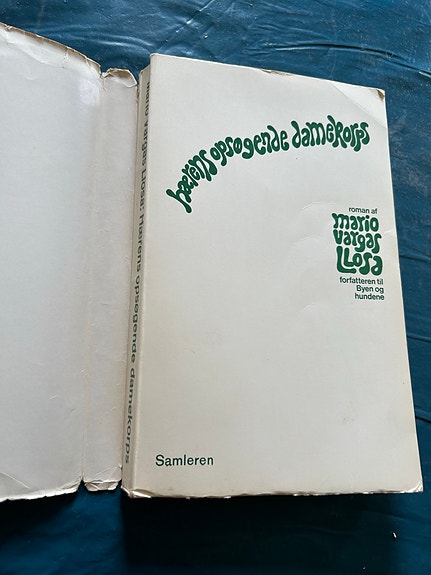 hærens opsøgende damekorps
roman af
mario
vargas
LLosa
forfatteren til
Byen og
hundene
Samleren
mario vargas LLosa Hærens opsøgende damekorps